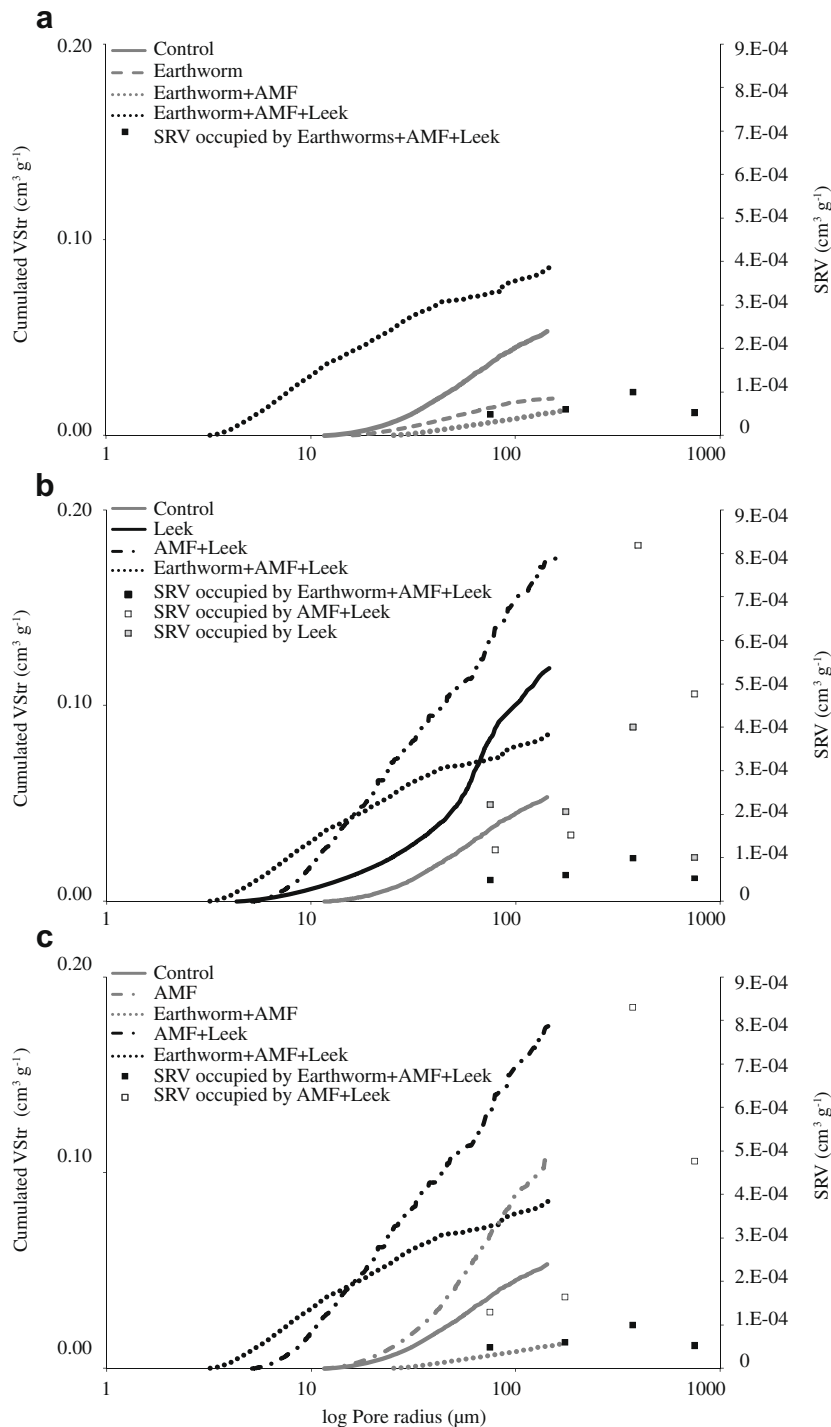 a
0.20
0.10
0.00
Cumulated VStr (cm³ g⁻¹)
Control
Earthworm
Earthworm+AMF
Earthworm+AMF+Leek
SRV occupied by Earthworms+AMF+Leek
9.E-04
8.E-04
7.E-04
6.E-04
5.E-04
4.E-04
3.E-04
2.E-04
1.E-04
0
SRV (cm³ g⁻¹)
1
10
100
1000
b
0.20
0.10
0.00
Cumulated VStr (cm³ g⁻¹)
Control
Leek
AMF+Leek
Earthworm+AMF+Leek
SRV occupied by Earthworm+AMF+Leek
SRV occupied by AMF+Leek
SRV occupied by Leek
9.E-04
8.E-04
7.E-04
6.E-04
5.E-04
4.E-04
3.E-04
2.E-04
1.E-04
0
SRV (cm³ g⁻¹)
1
10
100
1000
c
0.20
0.10
0.00
Cumulated VStr (cm³ g⁻¹)
Control
AMF
Earthworm+AMF
AMF+Leek
Earthworm+AMF+Leek
SRV occupied by Earthworm+AMF+Leek
SRV occupied by AMF+Leek
9.E-04
8.E-04
7.E-04
6.E-04
5.E-04
4.E-04
3.E-04
2.E-04
1.E-04
0
SRV (cm³ g⁻¹)
1
10
100
1000
log Pore radius (µm)